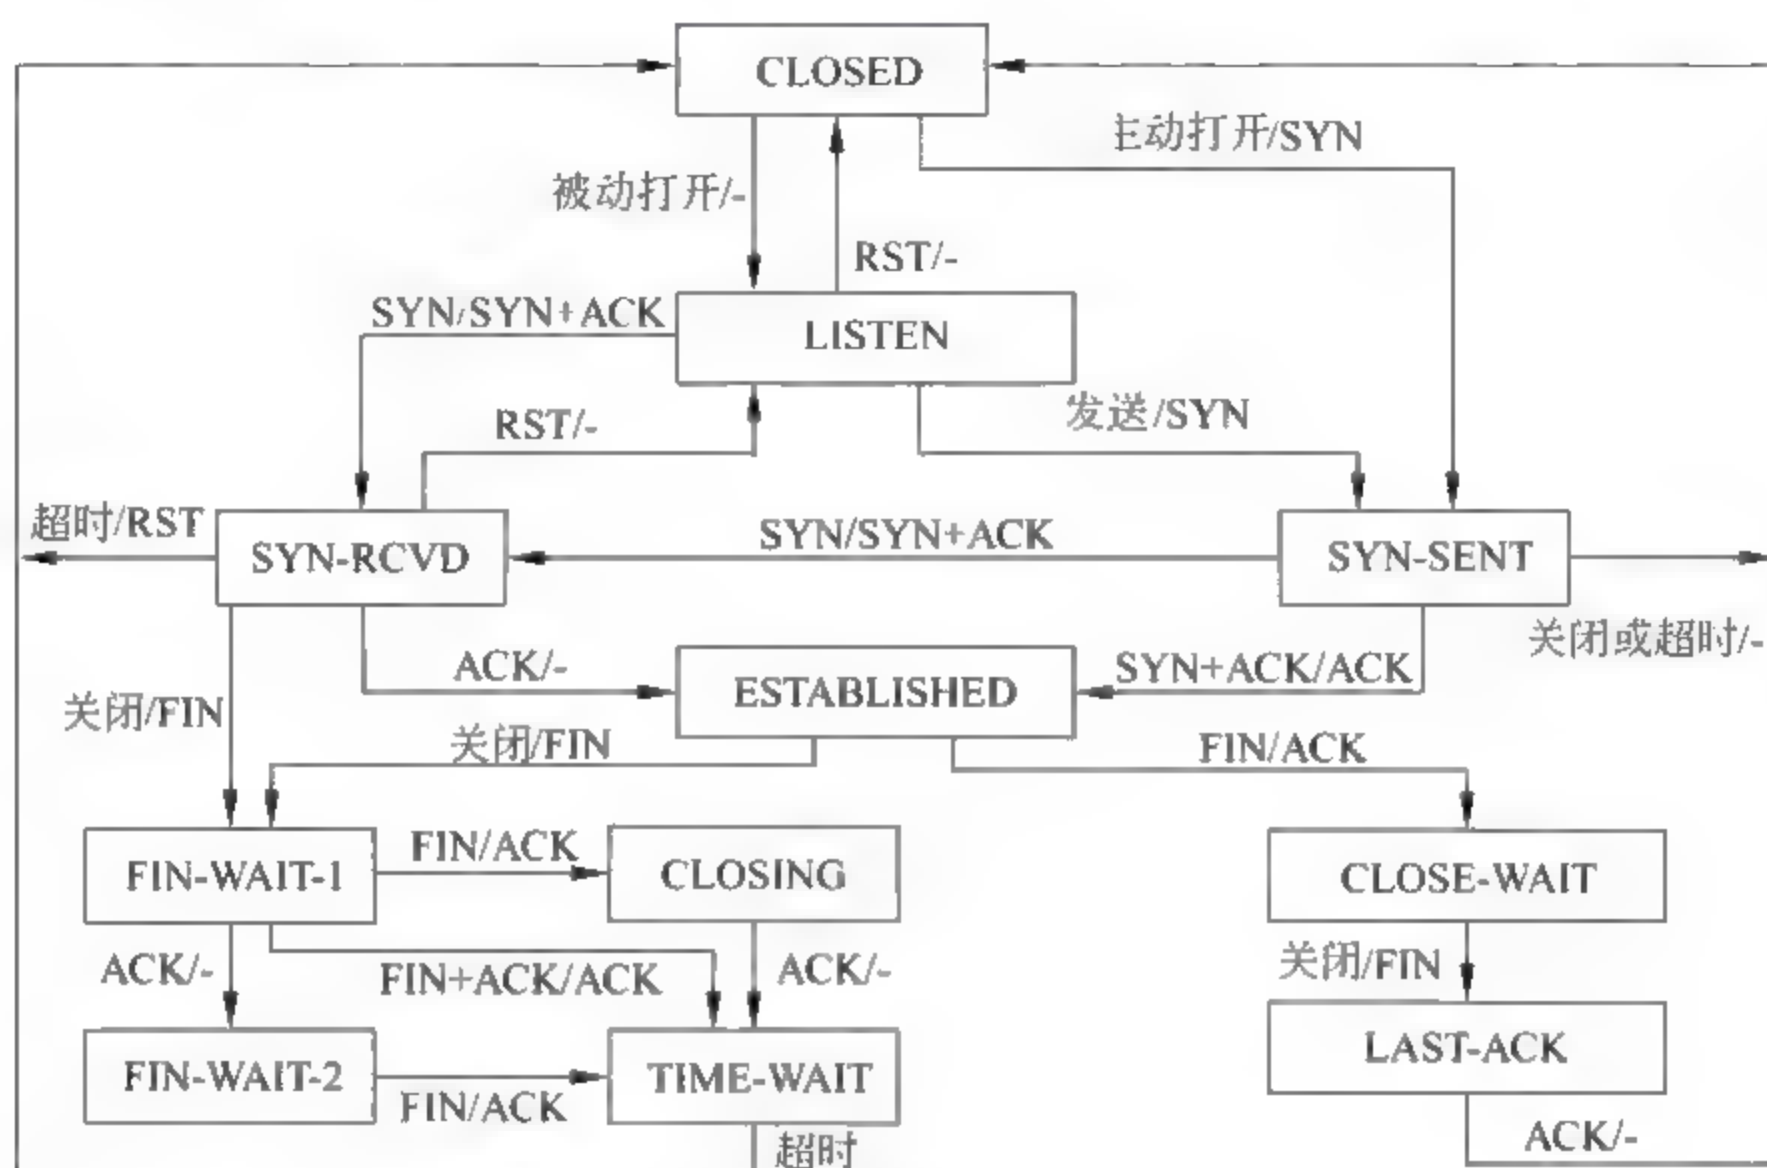 CLOSED
主动打开/SYN
被动打开/-
RST/-
SYN/SYN+ACK
LISTEN
RST/-
发送/SYN
超时/RST
SYN-RCVD
SYN/SYN+ACK
SYN-SENT
关闭或超时/-
ACK/-
ESTABLISHED
SYN+ACK/ACK
关闭/FIN
关闭/FIN
FIN/ACK
FIN-WAIT-1
FIN/ACK
CLOSING
CLOSE-WAIT
ACK/-
FIN+ACK/ACK
ACK/-
关闭/FIN
FIN-WAIT-2
FIN/ACK
TIME-WAIT
LAST-ACK
超时
ACK/-